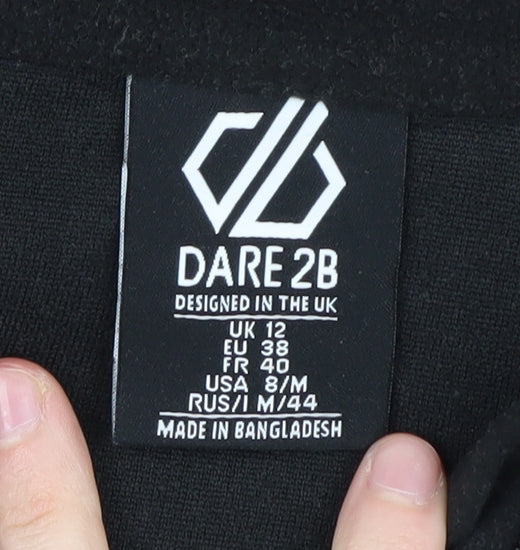 DARE 2B
DESIGNED IN THE UK
UK 12
EU 38
FR 40
USA 8/M
RUS/I M/44
MADE IN BANGLADESH